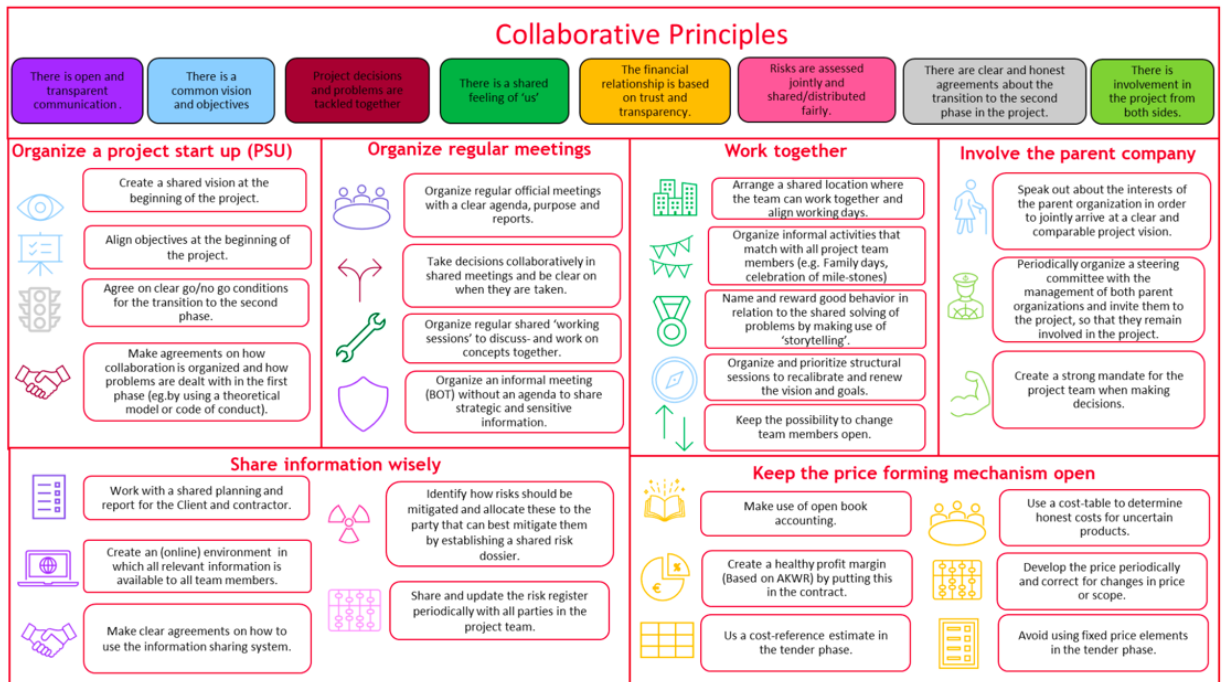 Collaborative Principles
There is open and
transparent
communication .
There is a
common vision
and objectives
Project decisions
and problems are
tackled together
There is a shared
feeling of ‘us’
The financial
relationship is based
on trust and
transparency.
Risks are assessed
jointly and
shared/distributed
fairly.
There are clear and honest
agreements about the
transition to the second
phase in the project.
There is
involvement in
the project from
both sides.
Organize a project start up (PSU)
Create a shared vision at the
beginning of the project.
Align objectives at the beginning of
the project.
Agree on clear go/no go conditions
for the transition to the second
phase.
Make agreements on how
collaboration is organized and how
problems are dealt with in the first
phase (eg.by using a theoretical
model or code of conduct).
Organize regular meetings
Organize regular official meetings
with a clear agenda, purpose and
reports.
Take decisions collaboratively in
shared meetings and be clear on
when they are taken.
Organize regular shared ‘working
sessions’ to discuss- and work on
concepts together.
Organize an informal meeting
(BOT) without an agenda to share
strategic and sensitive
information.
Work together
Arrange a shared location where
the team can work together and
align working days.
Organize informal activities that
match with all project team
members (e.g. Family days,
celebration of mile-stones)
Name and reward good behavior in
relation to the shared solving of
problems by making use of
‘storytelling’.
Organize and prioritize structural
sessions to recalibrate and renew
the vision and goals.
Keep the possibility to change
team members open.
Involve the parent company
Speak out about the interests of
the parent organization in order
to jointly arrive at a clear and
comparable project vision.
Periodically organize a steering
committee with the
management of both parent
organizations and invite them to
the project, so that they remain
involved in the project.
Create a strong mandate for the
project team when making
decisions.
Share information wisely
Work with a shared planning and
report for the Client and contractor.
Create an (online) environment in
which all relevant information is
available to all team members.
Make clear agreements on how to
use the information sharing system.
Identify how risks should be
mitigated and allocate these to the
party that can best mitigate them
by establishing a shared risk
dossier.
Share and update the risk register
periodically with all parties in the
project team.
Keep the price forming mechanism open
Make use of open book
accounting.
%
€
Create a healthy profit margin
(Based on AKWR) by putting this
in the contract.
Us a cost-reference estimate in
the tender phase.
Use a cost-table to determine
honest costs for uncertain
products.
Develop the price periodically
and correct for changes in price
or scope.
Avoid using fixed price elements
in the tender phase.